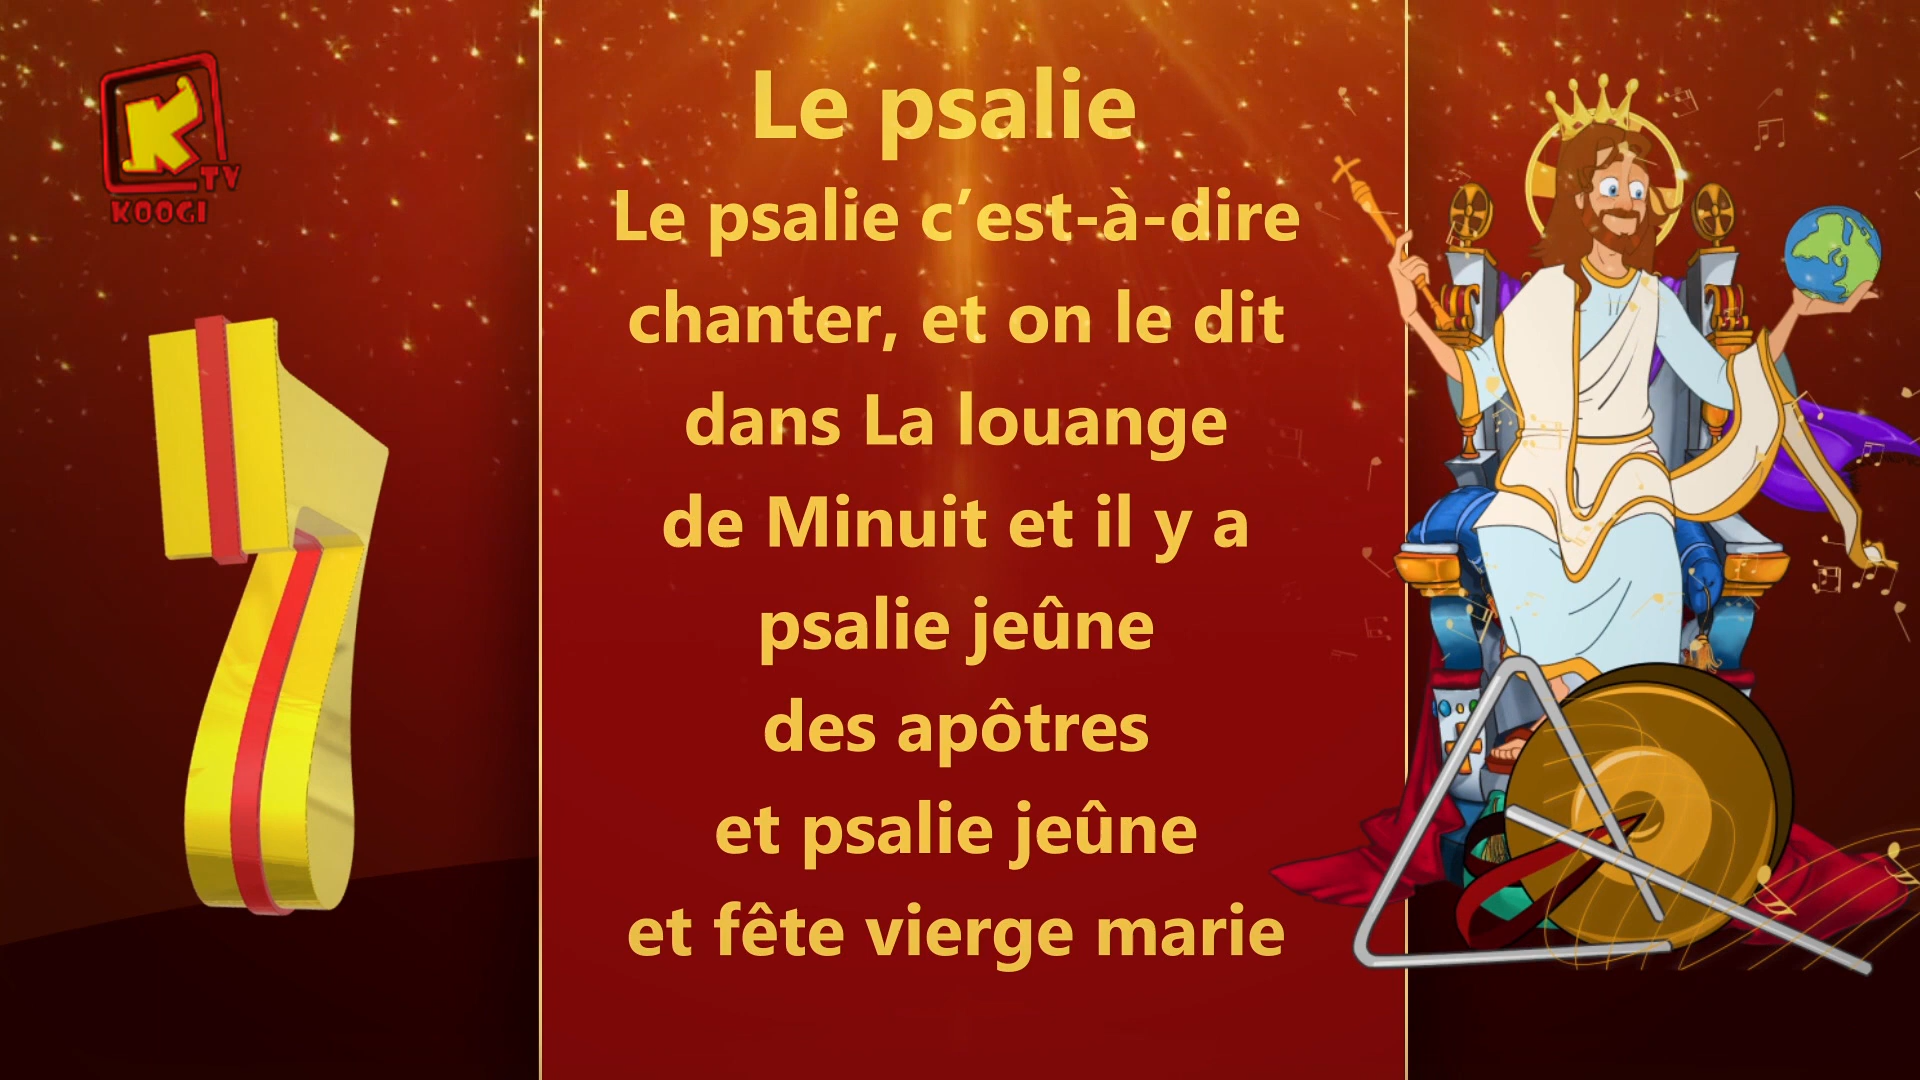 K
TV
KOOGI
Le psalie
Le psalie c’est-à-dire
chanter, et on le dit
dans La louange
de Minuit et il y a
psalie jeûne
des apôtres
et psalie jeûne
et fête vierge marie